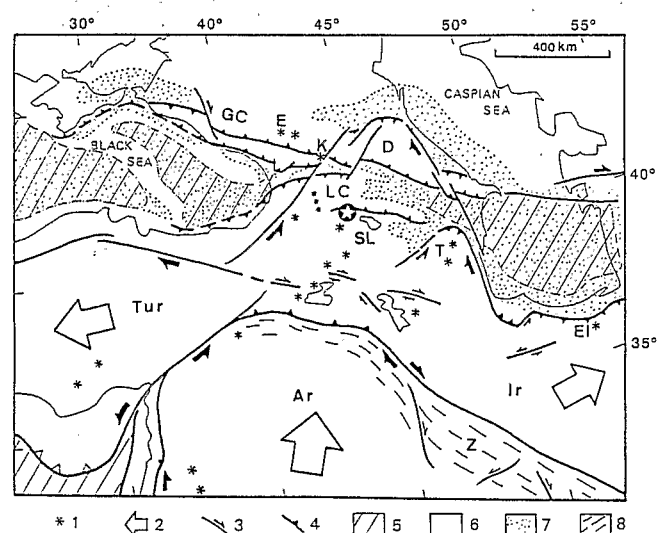 30° 40° 45° 50° 55°
400 km
GC E
CASPIAN
SEA
K
D
BLACK
SEA
40°
LC
SL
T
Tur
El
35°
Ar
Ir
Z
1 2 3 4 5 6 7 8